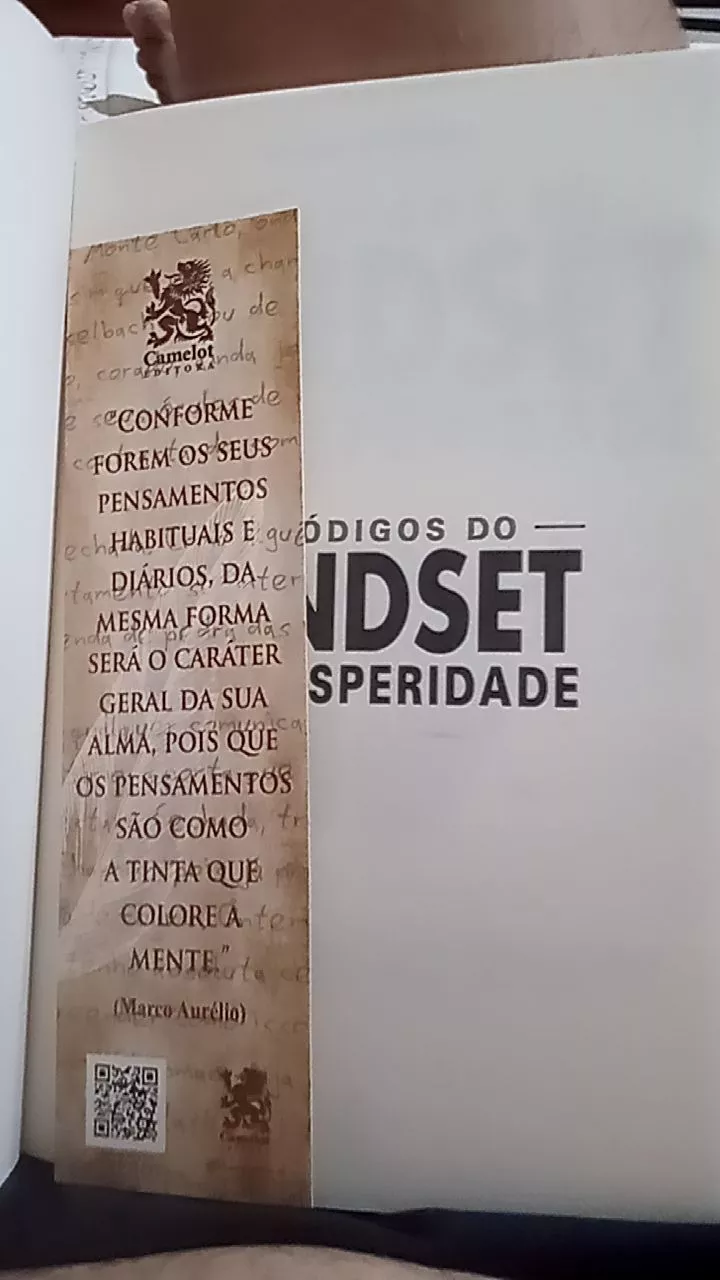 Camelot
EDITORA
"CONFORME
FOREM OS SEUS
PENSAMENTOS
HABITUAIS E
DIÁRIOS, DA
MESMA FORMA
SERÁ O CARÁTER
GERAL DA SUA
ALMA, POIS QUE
OS PENSAMENTOS
SÃO COMO
A TINTA QUE
COLORE A
MENTE."
(Marco Aurélio)
ÓDIGOS DO
NDSET
SPERIDADE